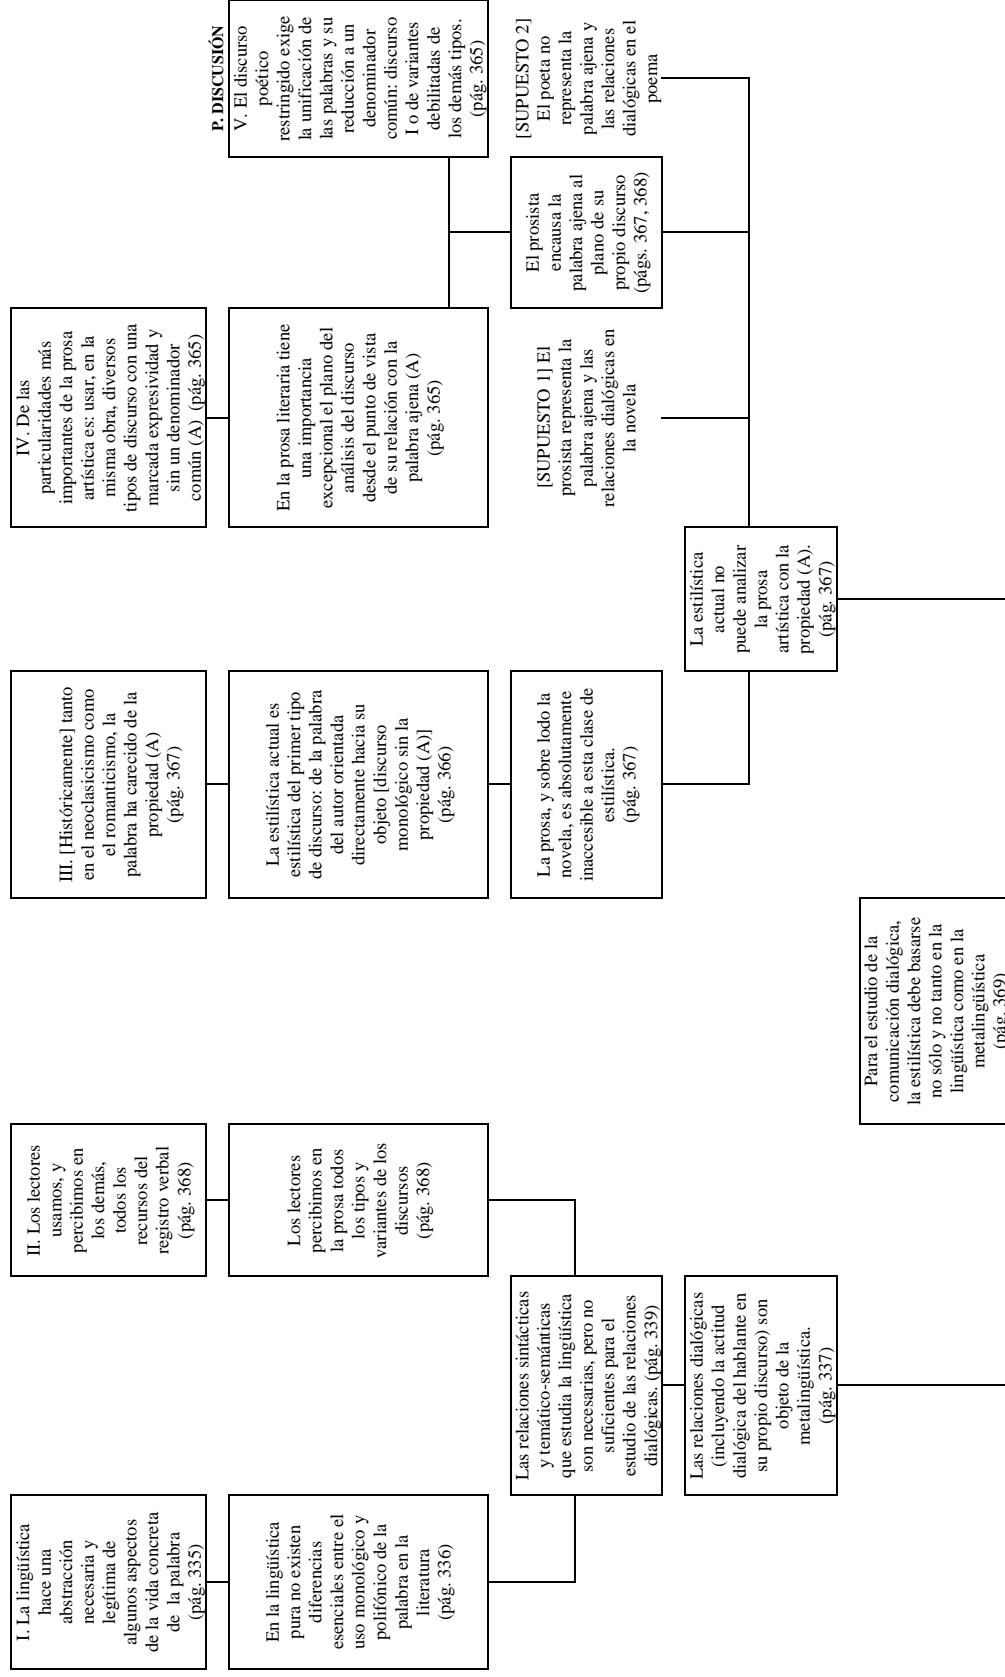 I. La lingüística
hace una
abstracción
necesaria y
legítima de
algunos aspectos
de la vida concreta
de la palabra
(pág. 335)
II. Los lectores
usamos, y
percibimos en
los demás,
todos los
recursos del
registro verbal
(pág. 368)
III. [Históricamente] tanto
en el neoclasicismo como
el romanticismo, la
palabra ha carecido de la
propiedad (A)
(pág. 367)
IV. De las
particularidades más
importantes de la prosa
artística es: usar, en la
misma obra, diversos
tipos de discurso con una
marcada expresividad y
sin un denominador
común (A) (pág. 365)
P. DISCUSIÓN
V. El discurso
poético
restringido exige
la unificación de
las palabras y su
reducción a un
denominador
común: discurso
I o de variantes
debilitadas de
los demás tipos.
(pág. 365)
En la lingüística
pura no existen
diferencias
esenciales entre el
uso monológico y
polifónico de la
palabra en la
literatura
(pág. 336)
Los lectores
percibimos en
la prosa todos
los tipos y
variantes de los
discursos
(pág. 368)
La estilística actual es
estilística del primer tipo
de discurso: de la palabra
del autor orientada
directamente hacia su
objeto [discurso
monológico sin la
propiedad (A)]
(pág. 366)
En la prosa literaria tiene
una importancia
excepcional el plano del
análisis del discurso
desde el punto de vista
de su relación con la
palabra ajena (A)
(pág. 365)
Las relaciones sintácticas
y temático-semánticas
que estudia la lingüística
son necesarias, pero no
suficientes para el
estudio de las relaciones
dialógicas. (pág. 339)
La prosa, y sobre lodo la
novela, es absolutamente
inaccesible a esta clase de
estilística.
(pág. 367)
[SUPUESTO 1] El
prosista representa la
palabra ajena y las
relaciones dialógicas en
la novela
El prosista
encausa la
palabra ajena al
plano de su
propio discurso
(págs. 367, 368)
[SUPUESTO 2]
El poeta no
representa la
palabra ajena y
las relaciones
dialógicas en el
poema
Las relaciones dialógicas
(incluyendo la actitud
dialógica del hablante en
su propio discurso) son
objeto de la
metalingüística.
(pág. 337)
La estilística
actual no
puede analizar
la prosa
artística con la
propiedad (A).
(pág. 367)
Para el estudio de la
comunicación dialógica,
la estilística debe basarse
no sólo y no tanto en la
lingüística como en la
metalingüística
(pág. 369)